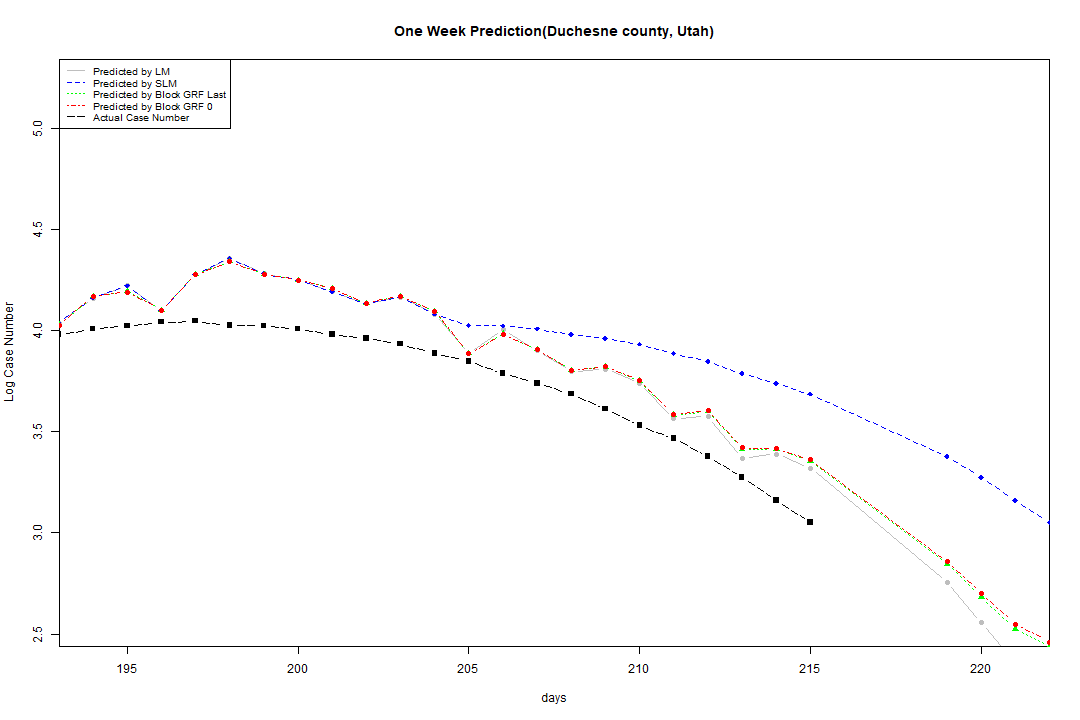 One Week Prediction(Duchesne county, Utah)
Predicted by LM
Predicted by SLM
Predicted by Block GRF Last
Predicted by Block GRF 0
Actual Case Number
5.0
4.5
4.0
3.5
3.0
2.5
Log Case Number
195 200 205 210 215 220
days